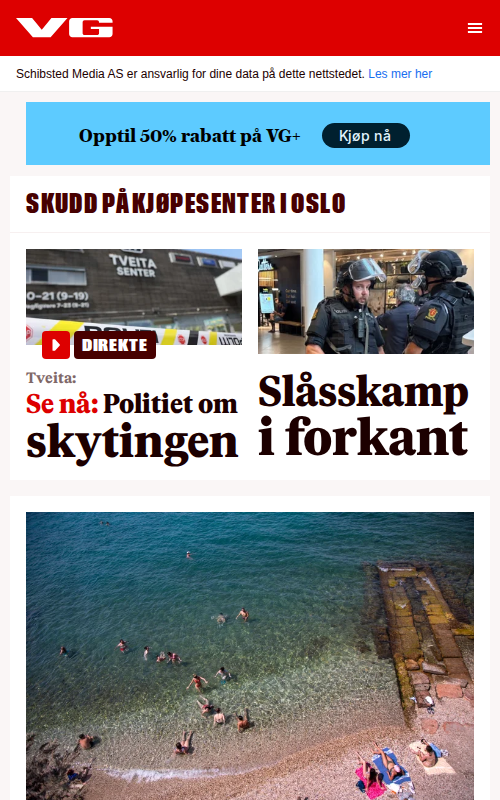 VG
Schibsted Media AS er ansvarlig for dine data på dette nettstedet. Les mer her
Opptil 50% rabatt på VG+
Kjøp nå
SKUDD PÅ KJØPESENTER I OSLO
TVEITA
SENTER
0–21 (9–19)
DIREKTE
Tveita:
Se nå: Politiet om
skytingen
Slåsskamp
i forkant